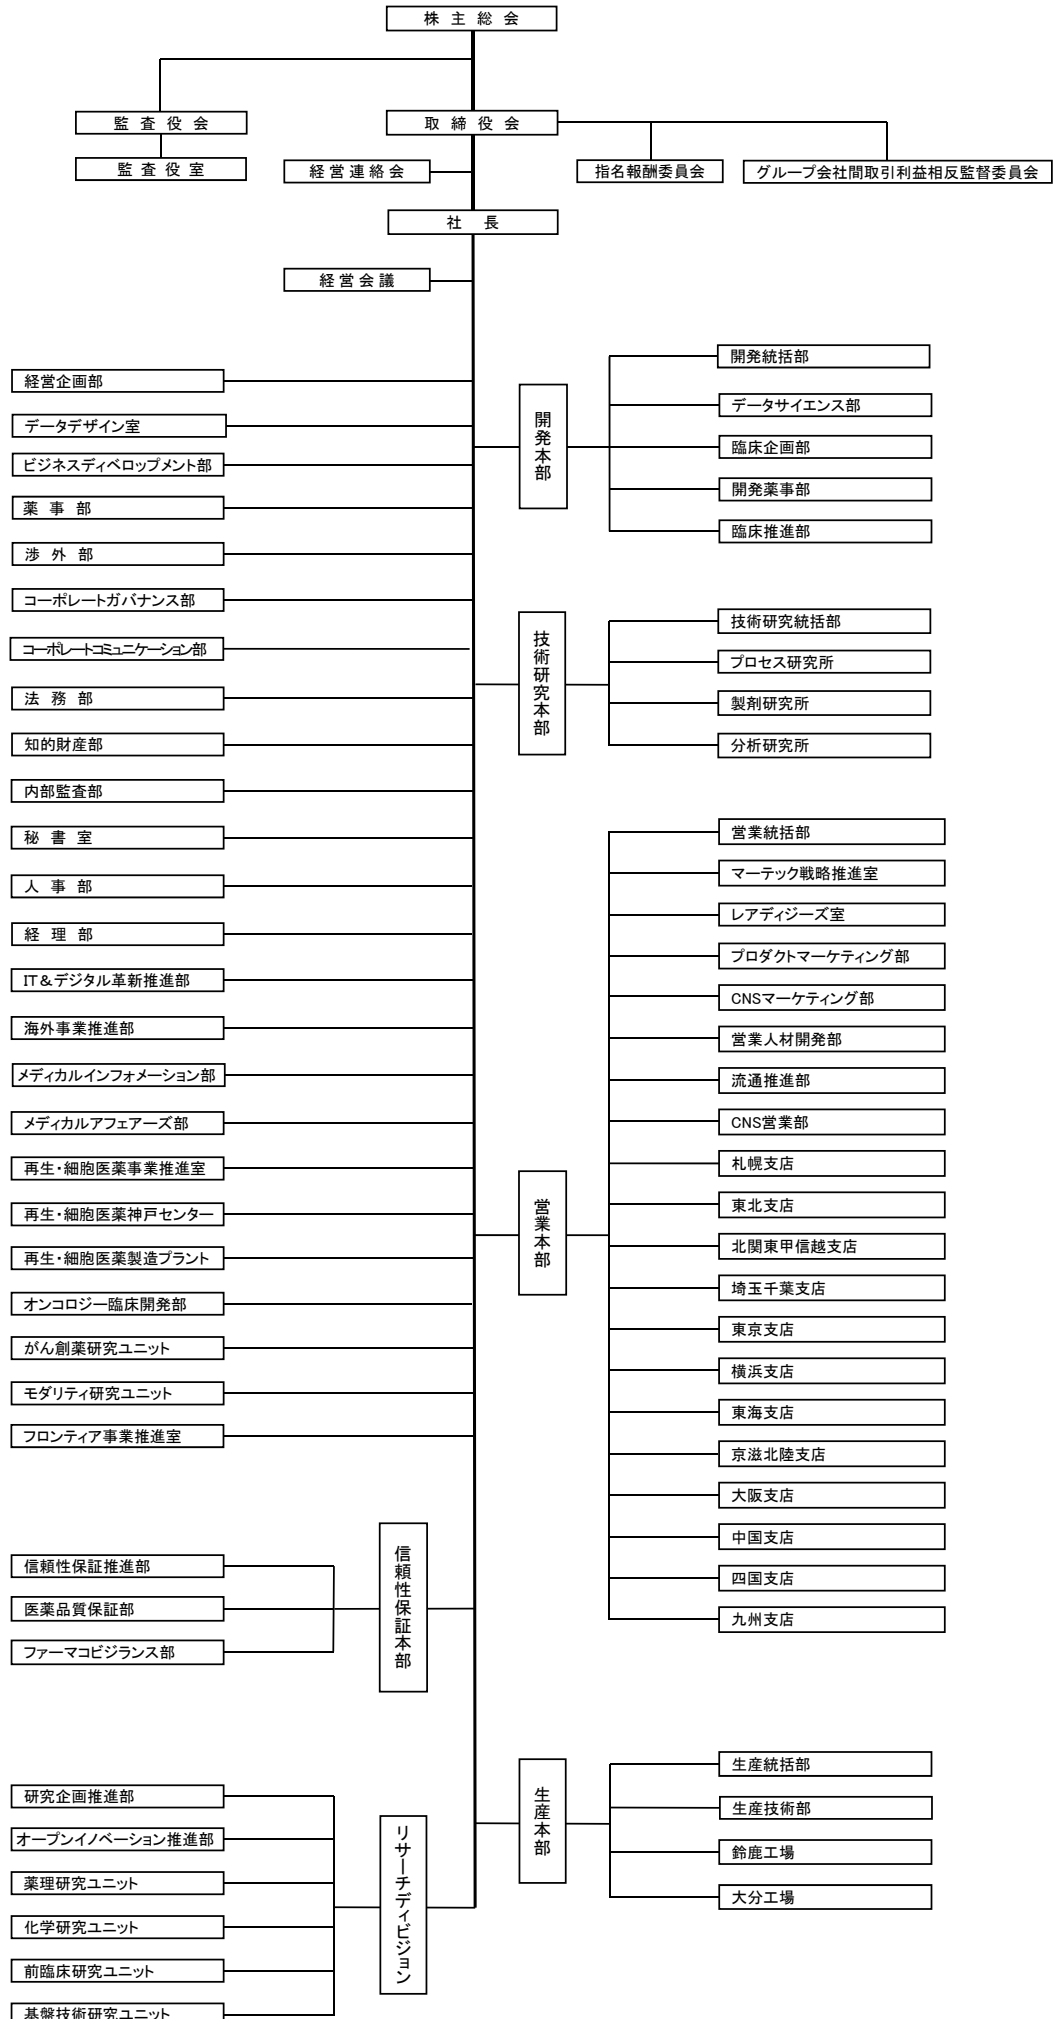 株主総会
監査役会
取締役会
監査役室
経営連絡会
指名報酬委員会
グループ会社間取引利益相反監督委員会
社長
経営会議
経営企画部
データデザイン室
ビジネスディベロップメント部
薬事部
渉外部
コーポレートガバナンス部
コーポレートコミュニケーション部
法務部
知的財産部
内部監査部
秘書室
人事部
経理部
IT&デジタル革新推進部
海外事業推進部
メディカルインフォメーション部
メディカルアフェアーズ部
再生・細胞医薬事業推進室
再生・細胞医薬神戸センター
再生・細胞医薬製造プラント
オンコロジー臨床開発部
がん創薬研究ユニット
モダリティ研究ユニット
フロンティア事業推進室
開発本部
開発統括部
データサイエンス部
臨床企画部
開発薬事部
臨床推進部
技術研究本部
技術研究統括部
プロセス研究所
製剤研究所
分析研究所
営業本部
営業統括部
マーテック戦略推進室
レアディジーズ室
プロダクトマーケティング部
CNSマーケティング部
営業人材開発部
流通推進部
CNS営業部
札幌支店
東北支店
北関東甲信越支店
埼玉千葉支店
東京支店
横浜支店
東海支店
京滋北陸支店
大阪支店
中国支店
四国支店
九州支店
信頼性保証本部
信頼性保証推進部
医薬品質保証部
ファーマコビジランス部
生産本部
生産統括部
生産技術部
鈴鹿工場
大分工場
リサーチディビジョン
研究企画推進部
オープンイノベーション推進部
薬理研究ユニット
化学研究ユニット
前臨床研究ユニット
基盤技術研究ユニット